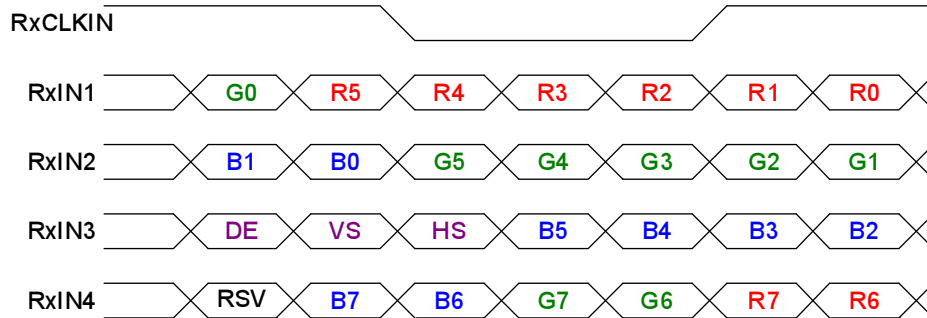 RxCLKIN
RxIN1 G0 R5 R4 R3 R2 R1 R0
RxIN2 B1 B0 G5 G4 G3 G2 G1
RxIN3 DE VS HS B5 B4 B3 B2
RxIN4 RSV B7 B6 G7 G6 R7 R6